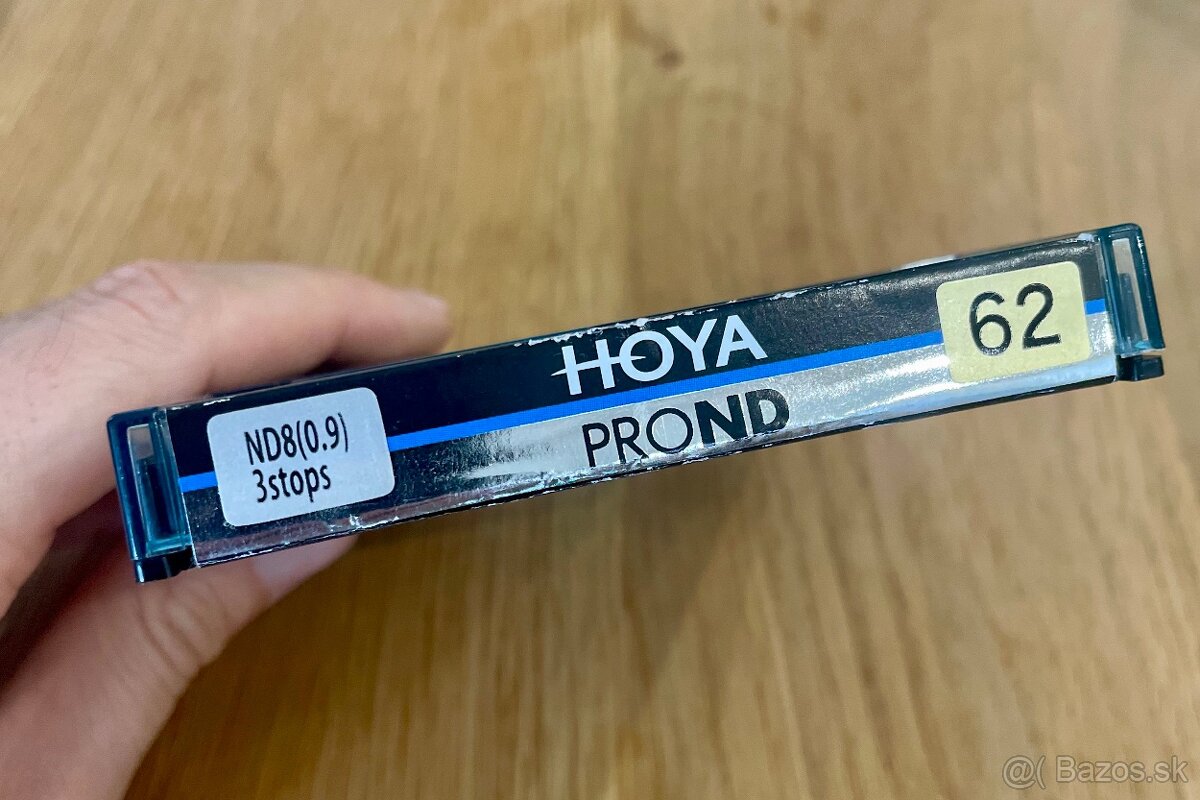 HOYA
PROND
62
ND8(0.9)
3stops
@( Bazos.sk